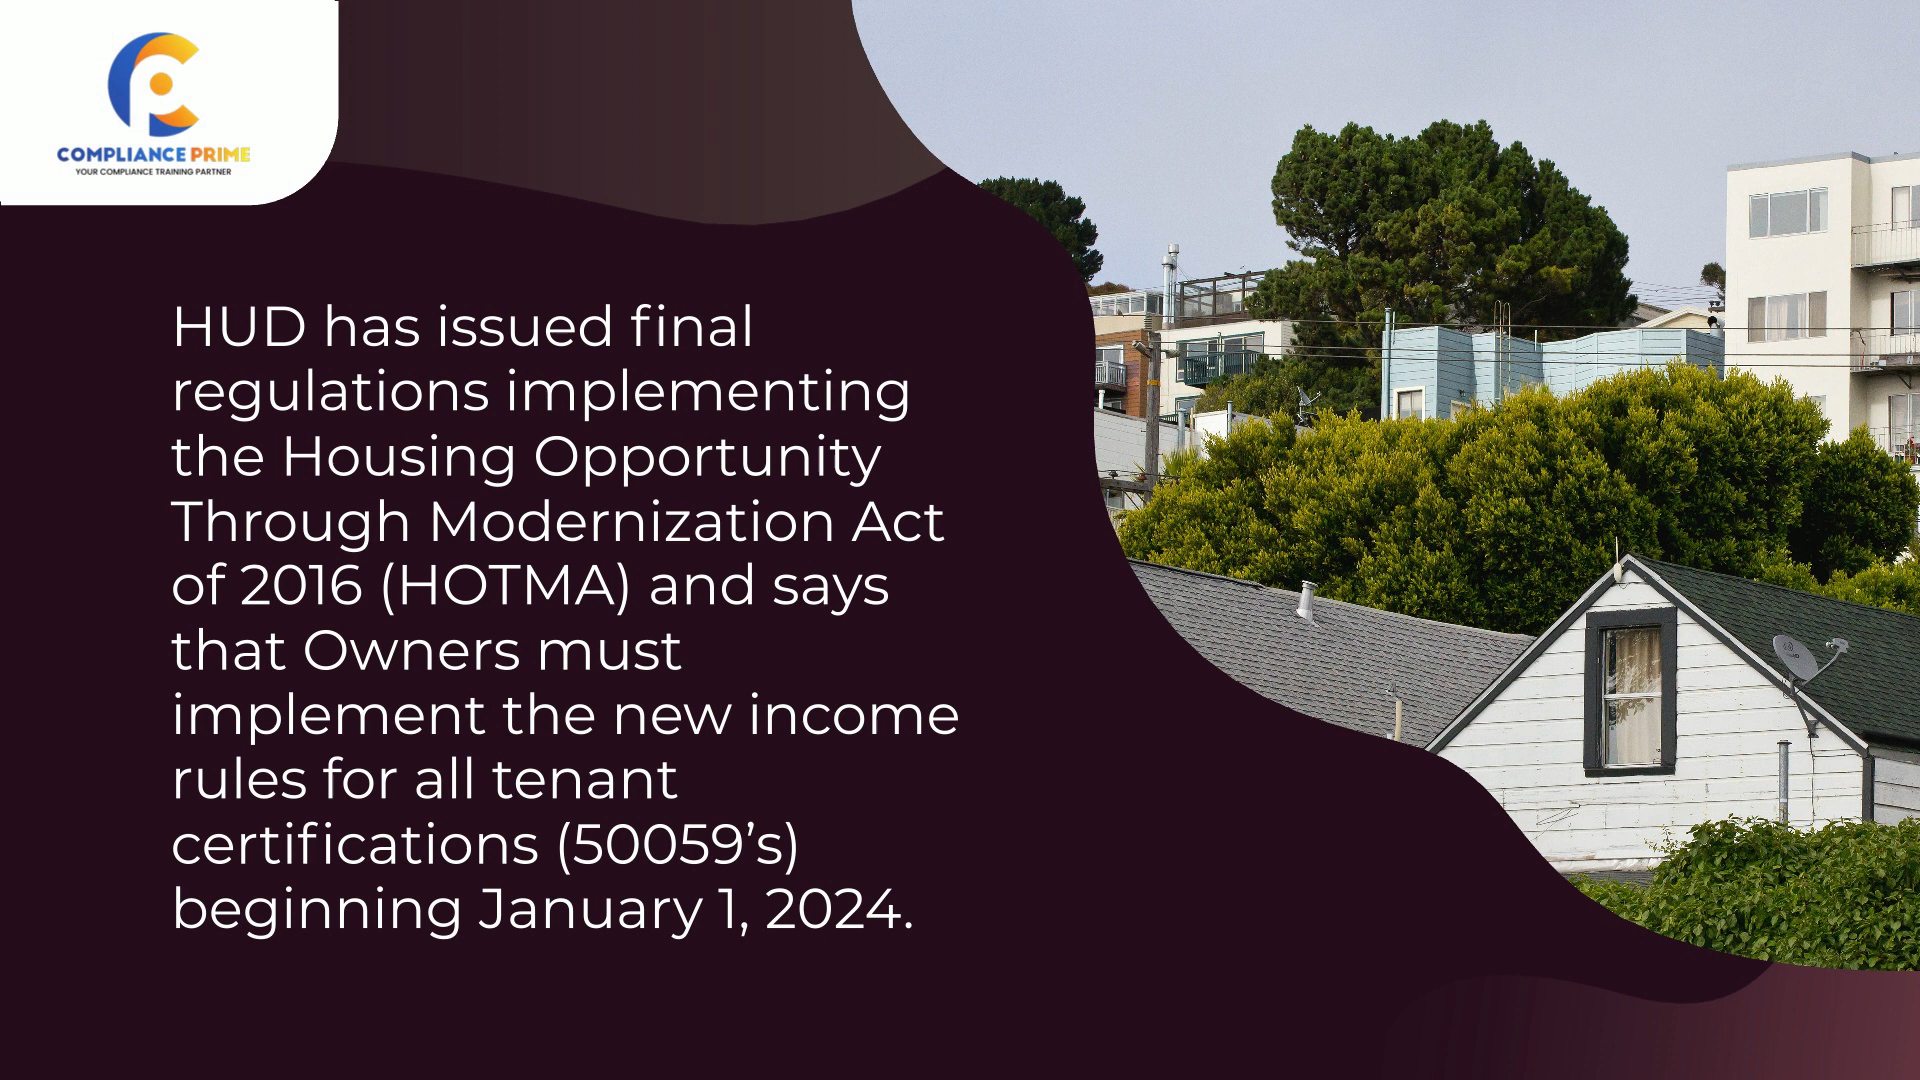 COMPLIANCE PRIME
YOUR COMPLIANCE TRAINING PARTNER
HUD has issued final
regulations implementing
the Housing Opportunity
Through Modernization Act
of 2016 (HOTMA) and says
that Owners must
implement the new income
rules for all tenant
certifications (50059’s)
beginning January 1, 2024.